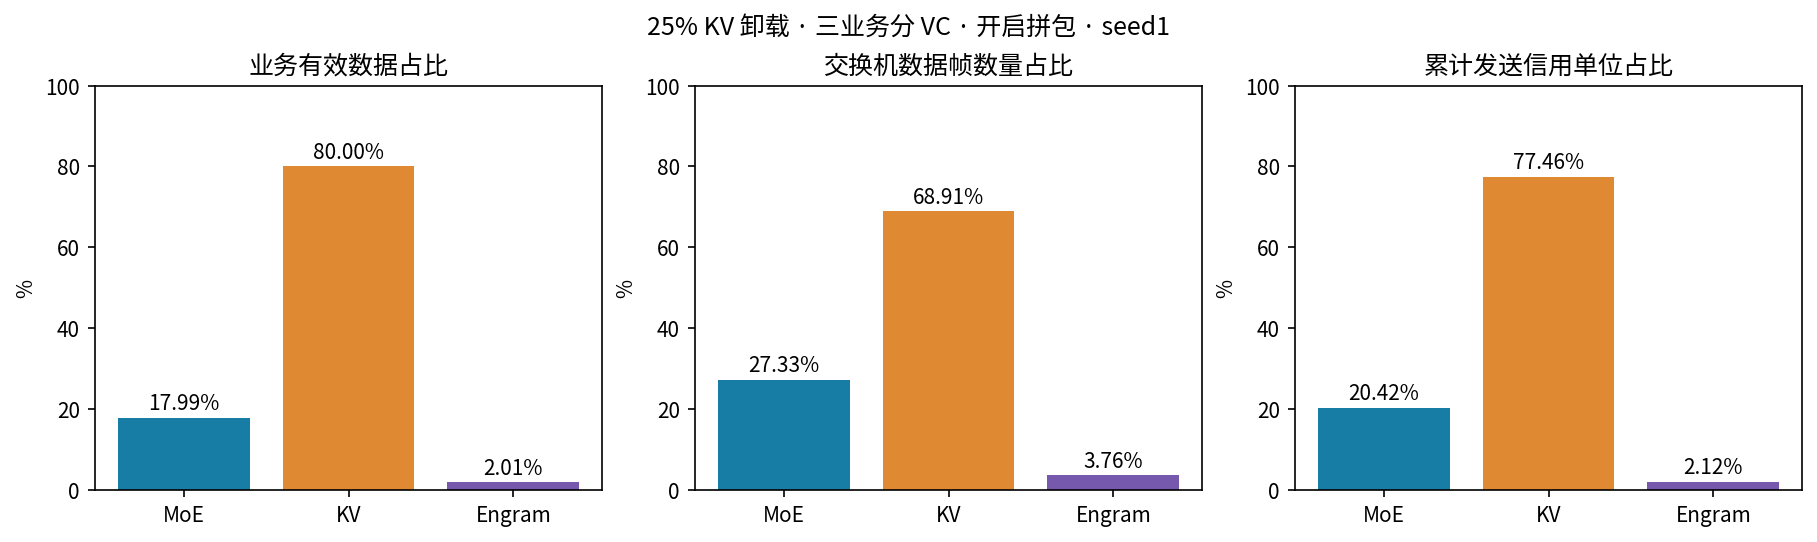 25% KV 卸载 · 三业务分 VC · 开启拼包 · seed1
业务有效数据占比
%
100
80
60
40
20
0
17.99%
80.00%
2.01%
MoE
KV
Engram
交换机数据帧数量占比
%
100
80
60
40
20
0
27.33%
68.91%
3.76%
MoE
KV
Engram
累计发送信用单位占比
%
100
80
60
40
20
0
20.42%
77.46%
2.12%
MoE
KV
Engram